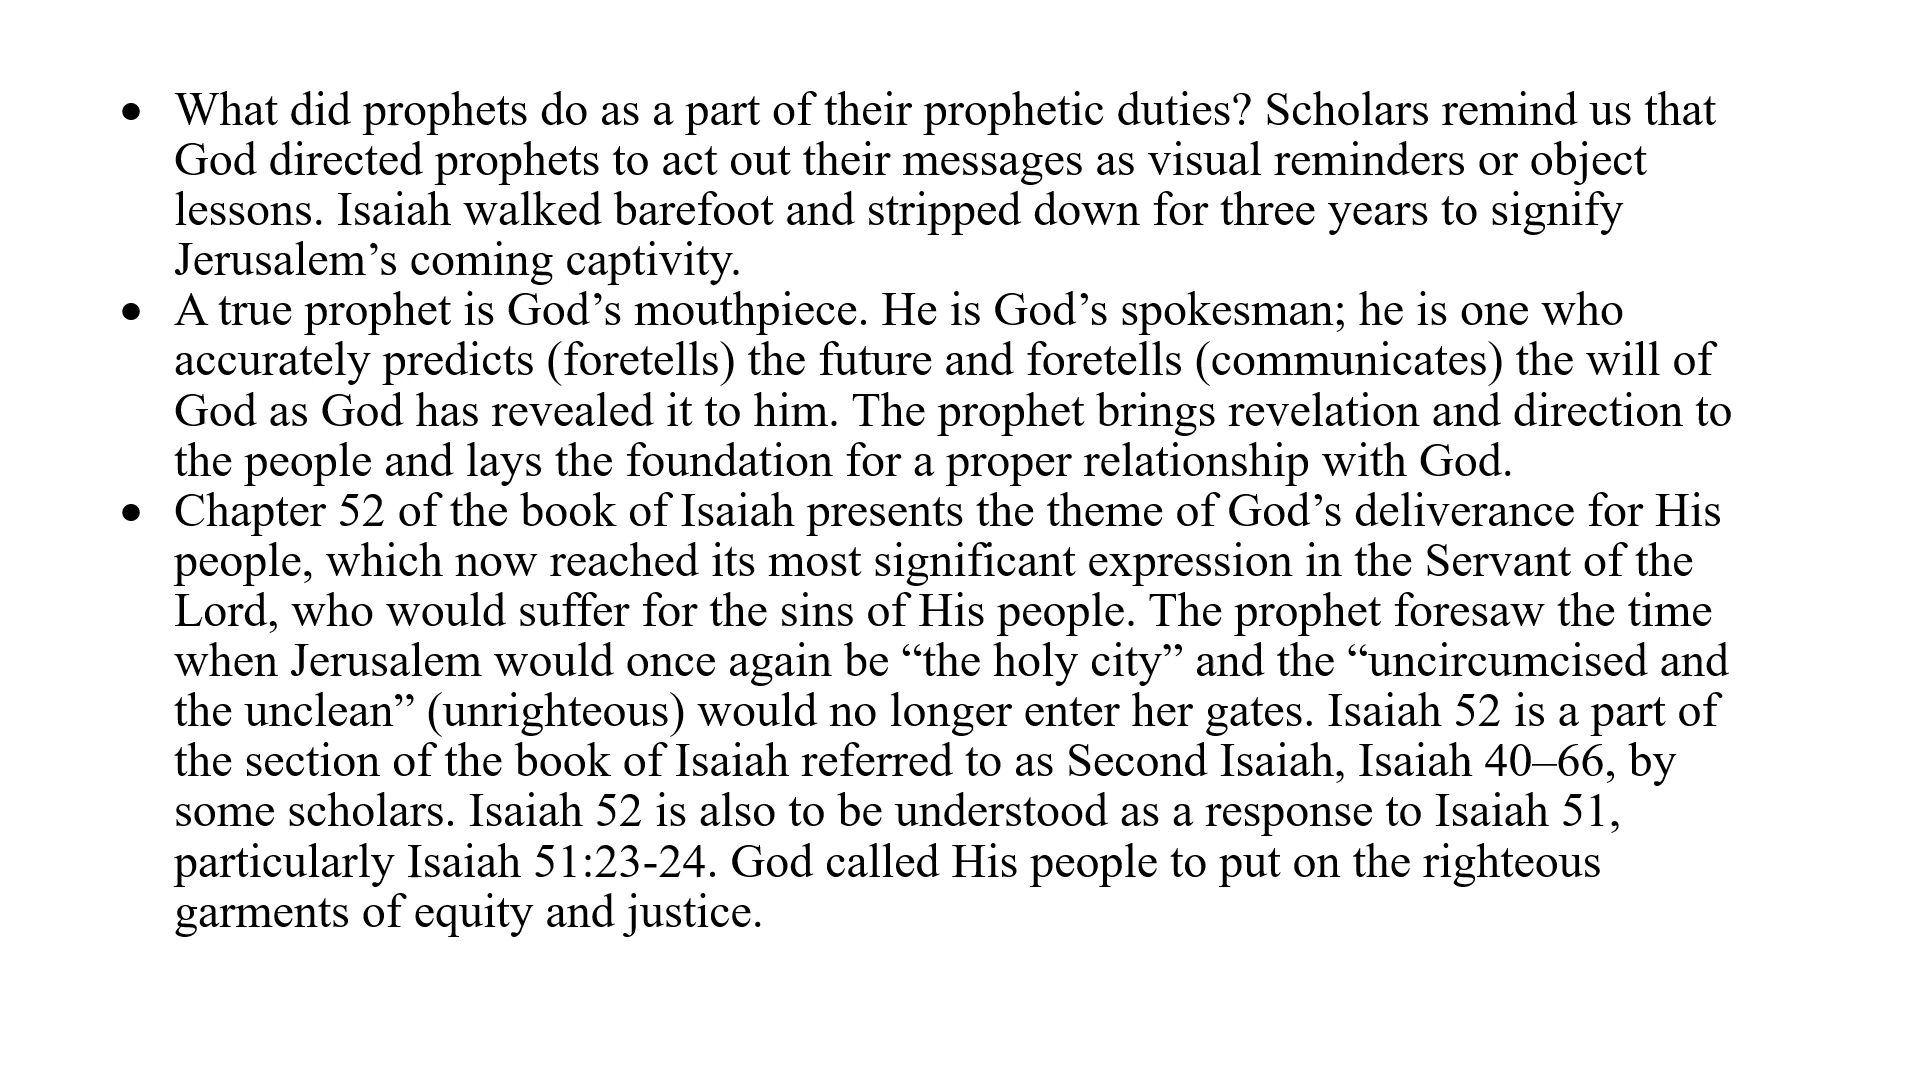 • What did prophets do as a part of their prophetic duties? Scholars remind us that
God directed prophets to act out their messages as visual reminders or object
lessons. Isaiah walked barefoot and stripped down for three years to signify
Jerusalem’s coming captivity.
• A true prophet is God’s mouthpiece. He is God’s spokesman; he is one who
accurately predicts (foretells) the future and foretells (communicates) the will of
God as God has revealed it to him. The prophet brings revelation and direction to
the people and lays the foundation for a proper relationship with God.
• Chapter 52 of the book of Isaiah presents the theme of God’s deliverance for His
people, which now reached its most significant expression in the Servant of the
Lord, who would suffer for the sins of His people. The prophet foresaw the time
when Jerusalem would once again be “the holy city” and the “uncircumcised and
the unclean” (unrighteous) would no longer enter her gates. Isaiah 52 is a part of
the section of the book of Isaiah referred to as Second Isaiah, Isaiah 40–66, by
some scholars. Isaiah 52 is also to be understood as a response to Isaiah 51,
particularly Isaiah 51:23-24. God called His people to put on the righteous
garments of equity and justice.